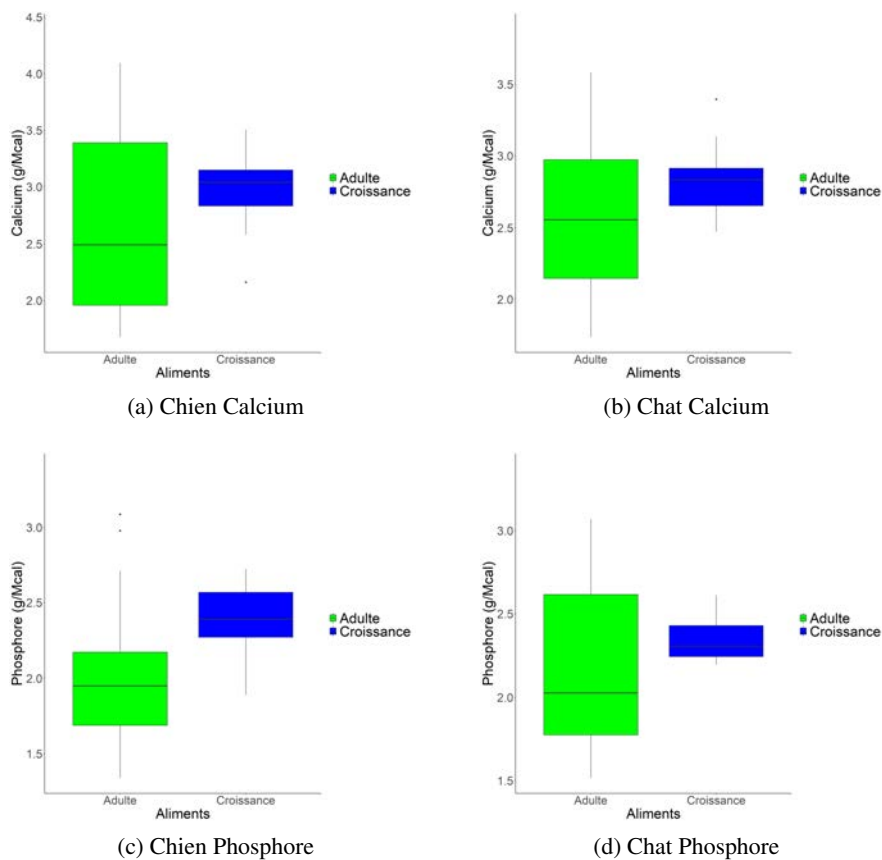 4.5
4.0
3.5
3.0
2.5
2.0
Calcium (g/Mcal)
Adulte
Croissance
Aliments
Adulte
Croissance
(a) Chien Calcium
3.5
3.0
2.5
2.0
Calcium (g/Mcal)
Adulte
Croissance
Aliments
Adulte
Croissance
(b) Chat Calcium
3.0
2.5
2.0
1.5
Phosphore (g/Mcal)
Adulte
Croissance
Aliments
Adulte
Croissance
(c) Chien Phosphore
3.0
2.5
2.0
1.5
Phosphore (g/Mcal)
Adulte
Croissance
Aliments
Adulte
Croissance
(d) Chat Phosphore